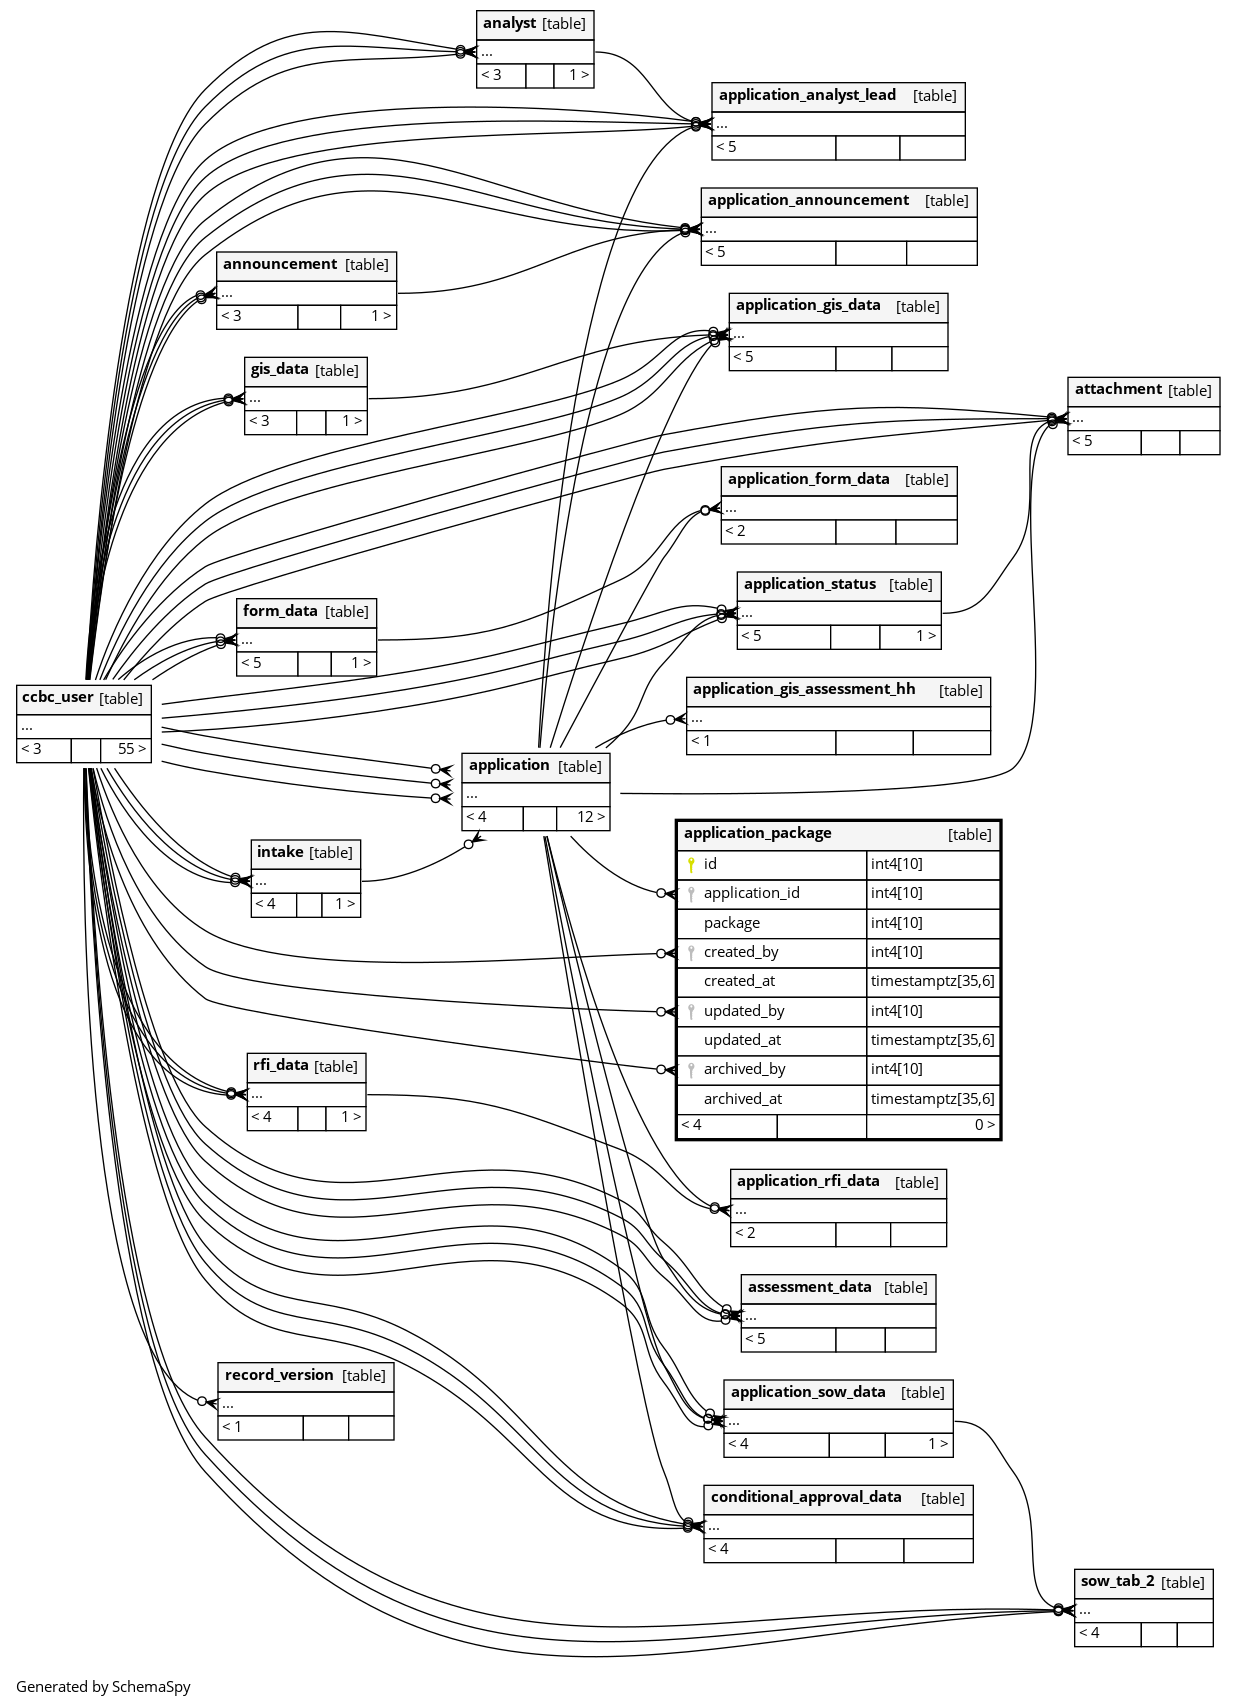 analyst [table]
...
< 3 1 >
application_analyst_lead [table]
...
< 5
application_announcement [table]
...
< 5
announcement [table]
...
< 3 1 >
application_gis_data [table]
...
< 5
gis_data [table]
...
< 3 1 >
attachment [table]
...
< 5
application_form_data [table]
...
< 2
application_status [table]
...
< 5 1 >
form_data [table]
...
< 5 1 >
ccbc_user [table]
...
< 3 55 >
application_gis_assessment_hh [table]
...
< 1
application [table]
...
< 4 12 >
intake [table]
...
< 4 1 >
application_package [table]
id int4[10]
application_id int4[10]
package int4[10]
created_by int4[10]
created_at timestamptz[35,6]
updated_by int4[10]
updated_at timestamptz[35,6]
archived_by int4[10]
archived_at timestamptz[35,6]
< 4 0 >
rfi_data [table]
...
< 4 1 >
application_rfi_data [table]
...
< 2
assessment_data [table]
...
< 5
record_version [table]
...
< 1
application_sow_data [table]
...
< 4 1 >
conditional_approval_data [table]
...
< 4
sow_tab_2 [table]
...
< 4
Generated by SchemaSpy